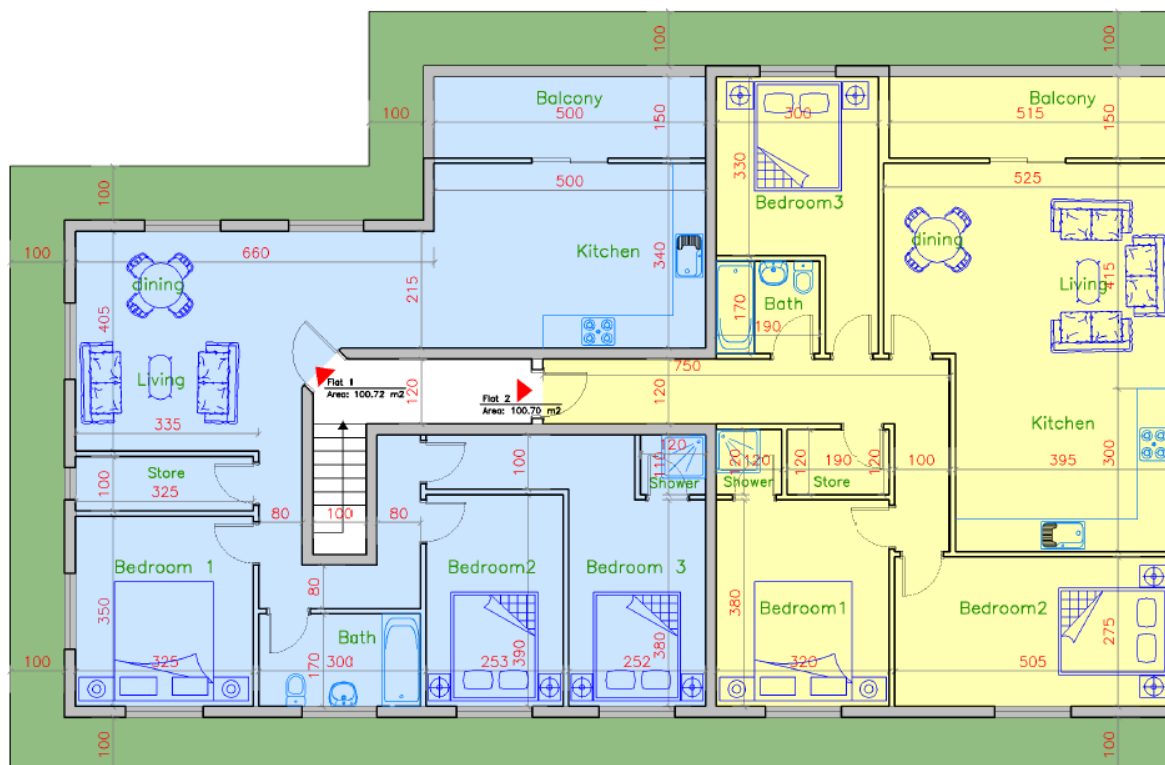 100
100
Balcony
500
150
300
Balcony
515
150
100
330
500
Bedroom3
525
100
dining
100
660
Kitchen
340
215
dining
Living
415
405
170
Bath
190
Living
Flat 1
Area: 100.72 m2
120
Flat 2
Area: 100.70 m2
750
120
335
Kitchen
Store
100
325
100
120
110
Shower
120
120
Shower
120
190
120
Store
100
395
300
80
100
80
Bedroom 1
350
80
Bedroom2
Bedroom 3
380
Bedroom1
380
Bedroom2
275
Bath
100
325
170
300
253
390
252
320
505
100
100